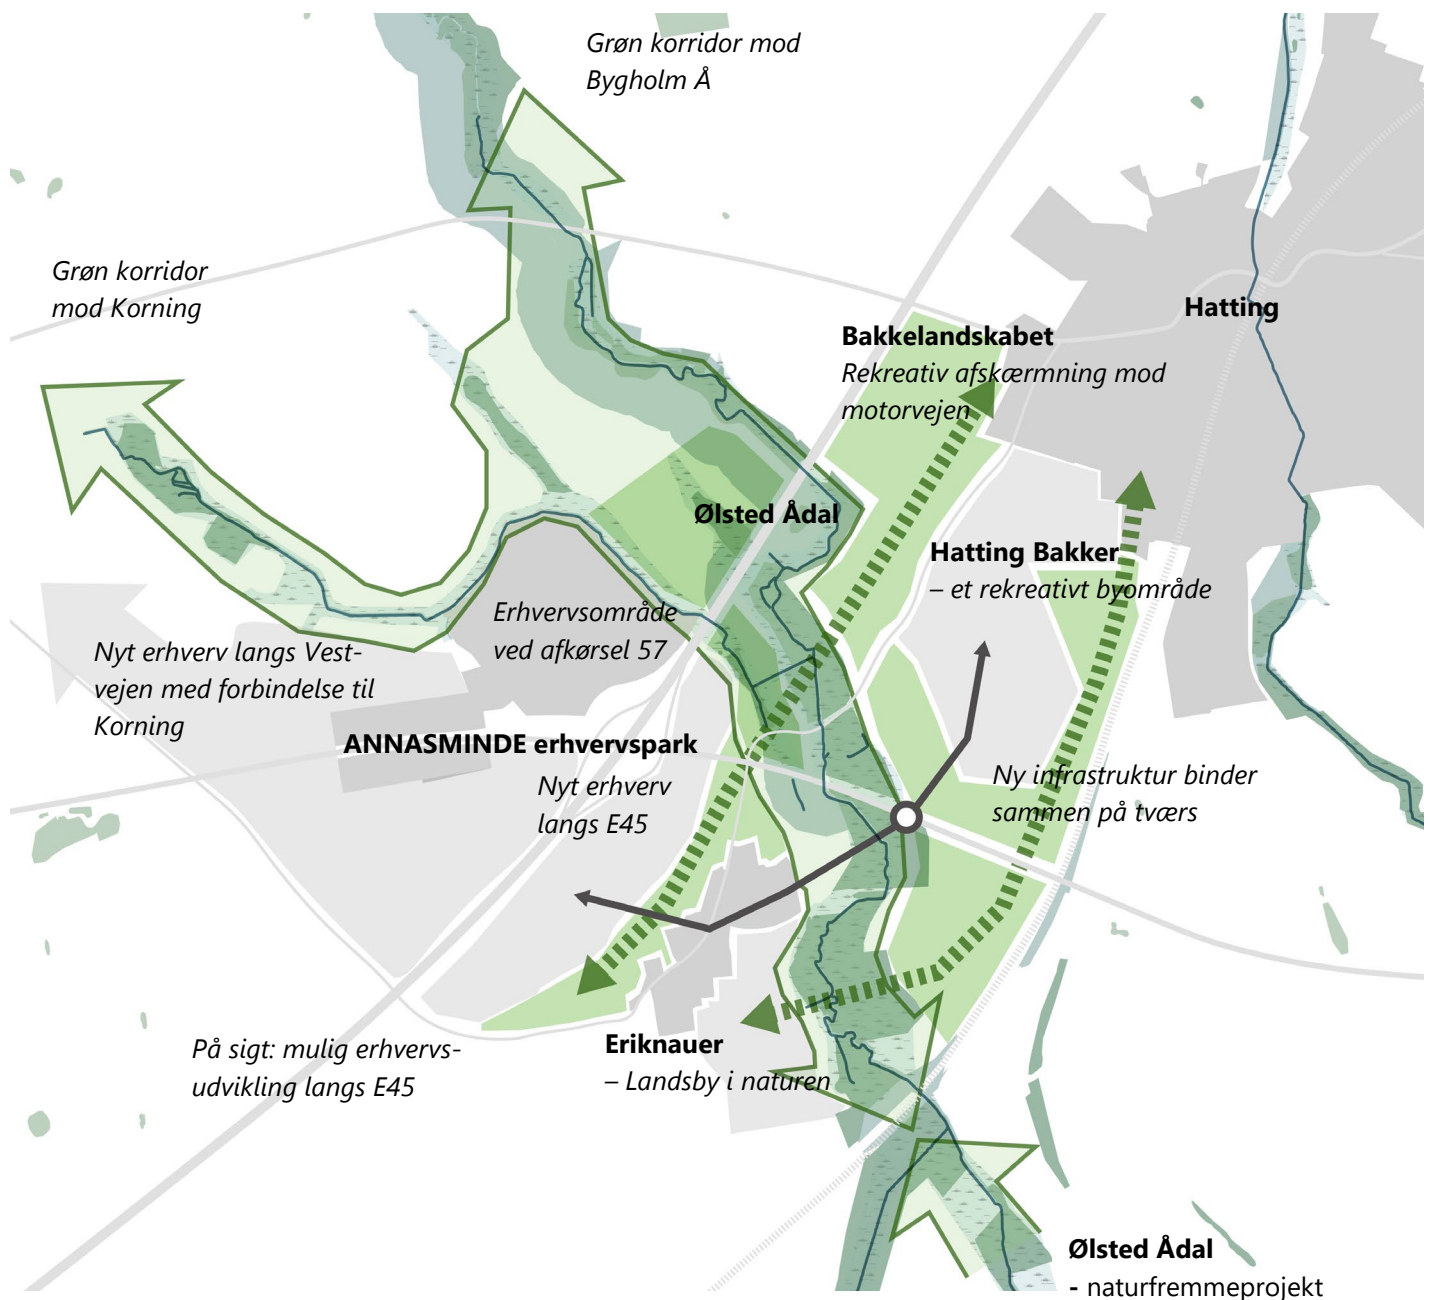 Grøn korridor mod
Bygholm Å
Grøn korridor
mod Korning
Hatting
Bakkelandskabet
Rekreativ afskærmning mod
motorvejen
Ølsted Ådal
Hatting Bakker
– et rekreativt byområde
Erhvervsområde
ved afkørsel 57
Nyt erhverv langs Vest-
vejen med forbindelse til
Korning
ANNASMINDE erhvervspark
Nyt erhverv
langs E45
Ny infrastruktur binder
sammen på tværs
På sigt: mulig erhvervs-
udvikling langs E45
Eriknauer
– Landsby i naturen
Ølsted Ådal
- naturfremmeprojekt